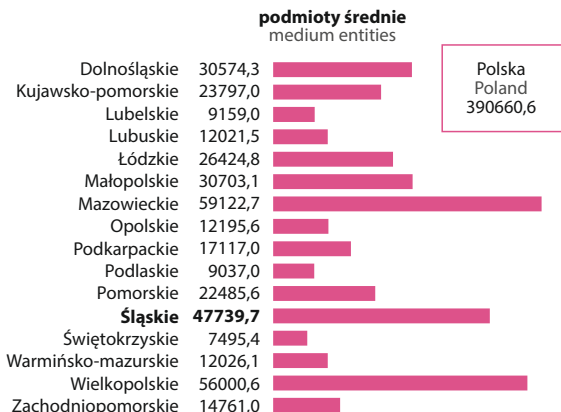 podmioty średnie
medium entities
Polska
Poland
390660,6
Dolnośląskie 30574,3
Kujawsko-pomorskie 23797,0
Lubelskie 9159,0
Lubuskie 12021,5
Łódzkie 26424,8
Małopolskie 30703,1
Mazowieckie 59122,7
Opolskie 12195,6
Podkarpackie 17117,0
Podlaskie 9037,0
Pomorskie 22485,6
Śląskie 47739,7
Świętokrzyskie 7495,4
Warmińsko-mazurskie 12026,1
Wielkopolskie 56000,6
Zachodniopomorskie 14761,0